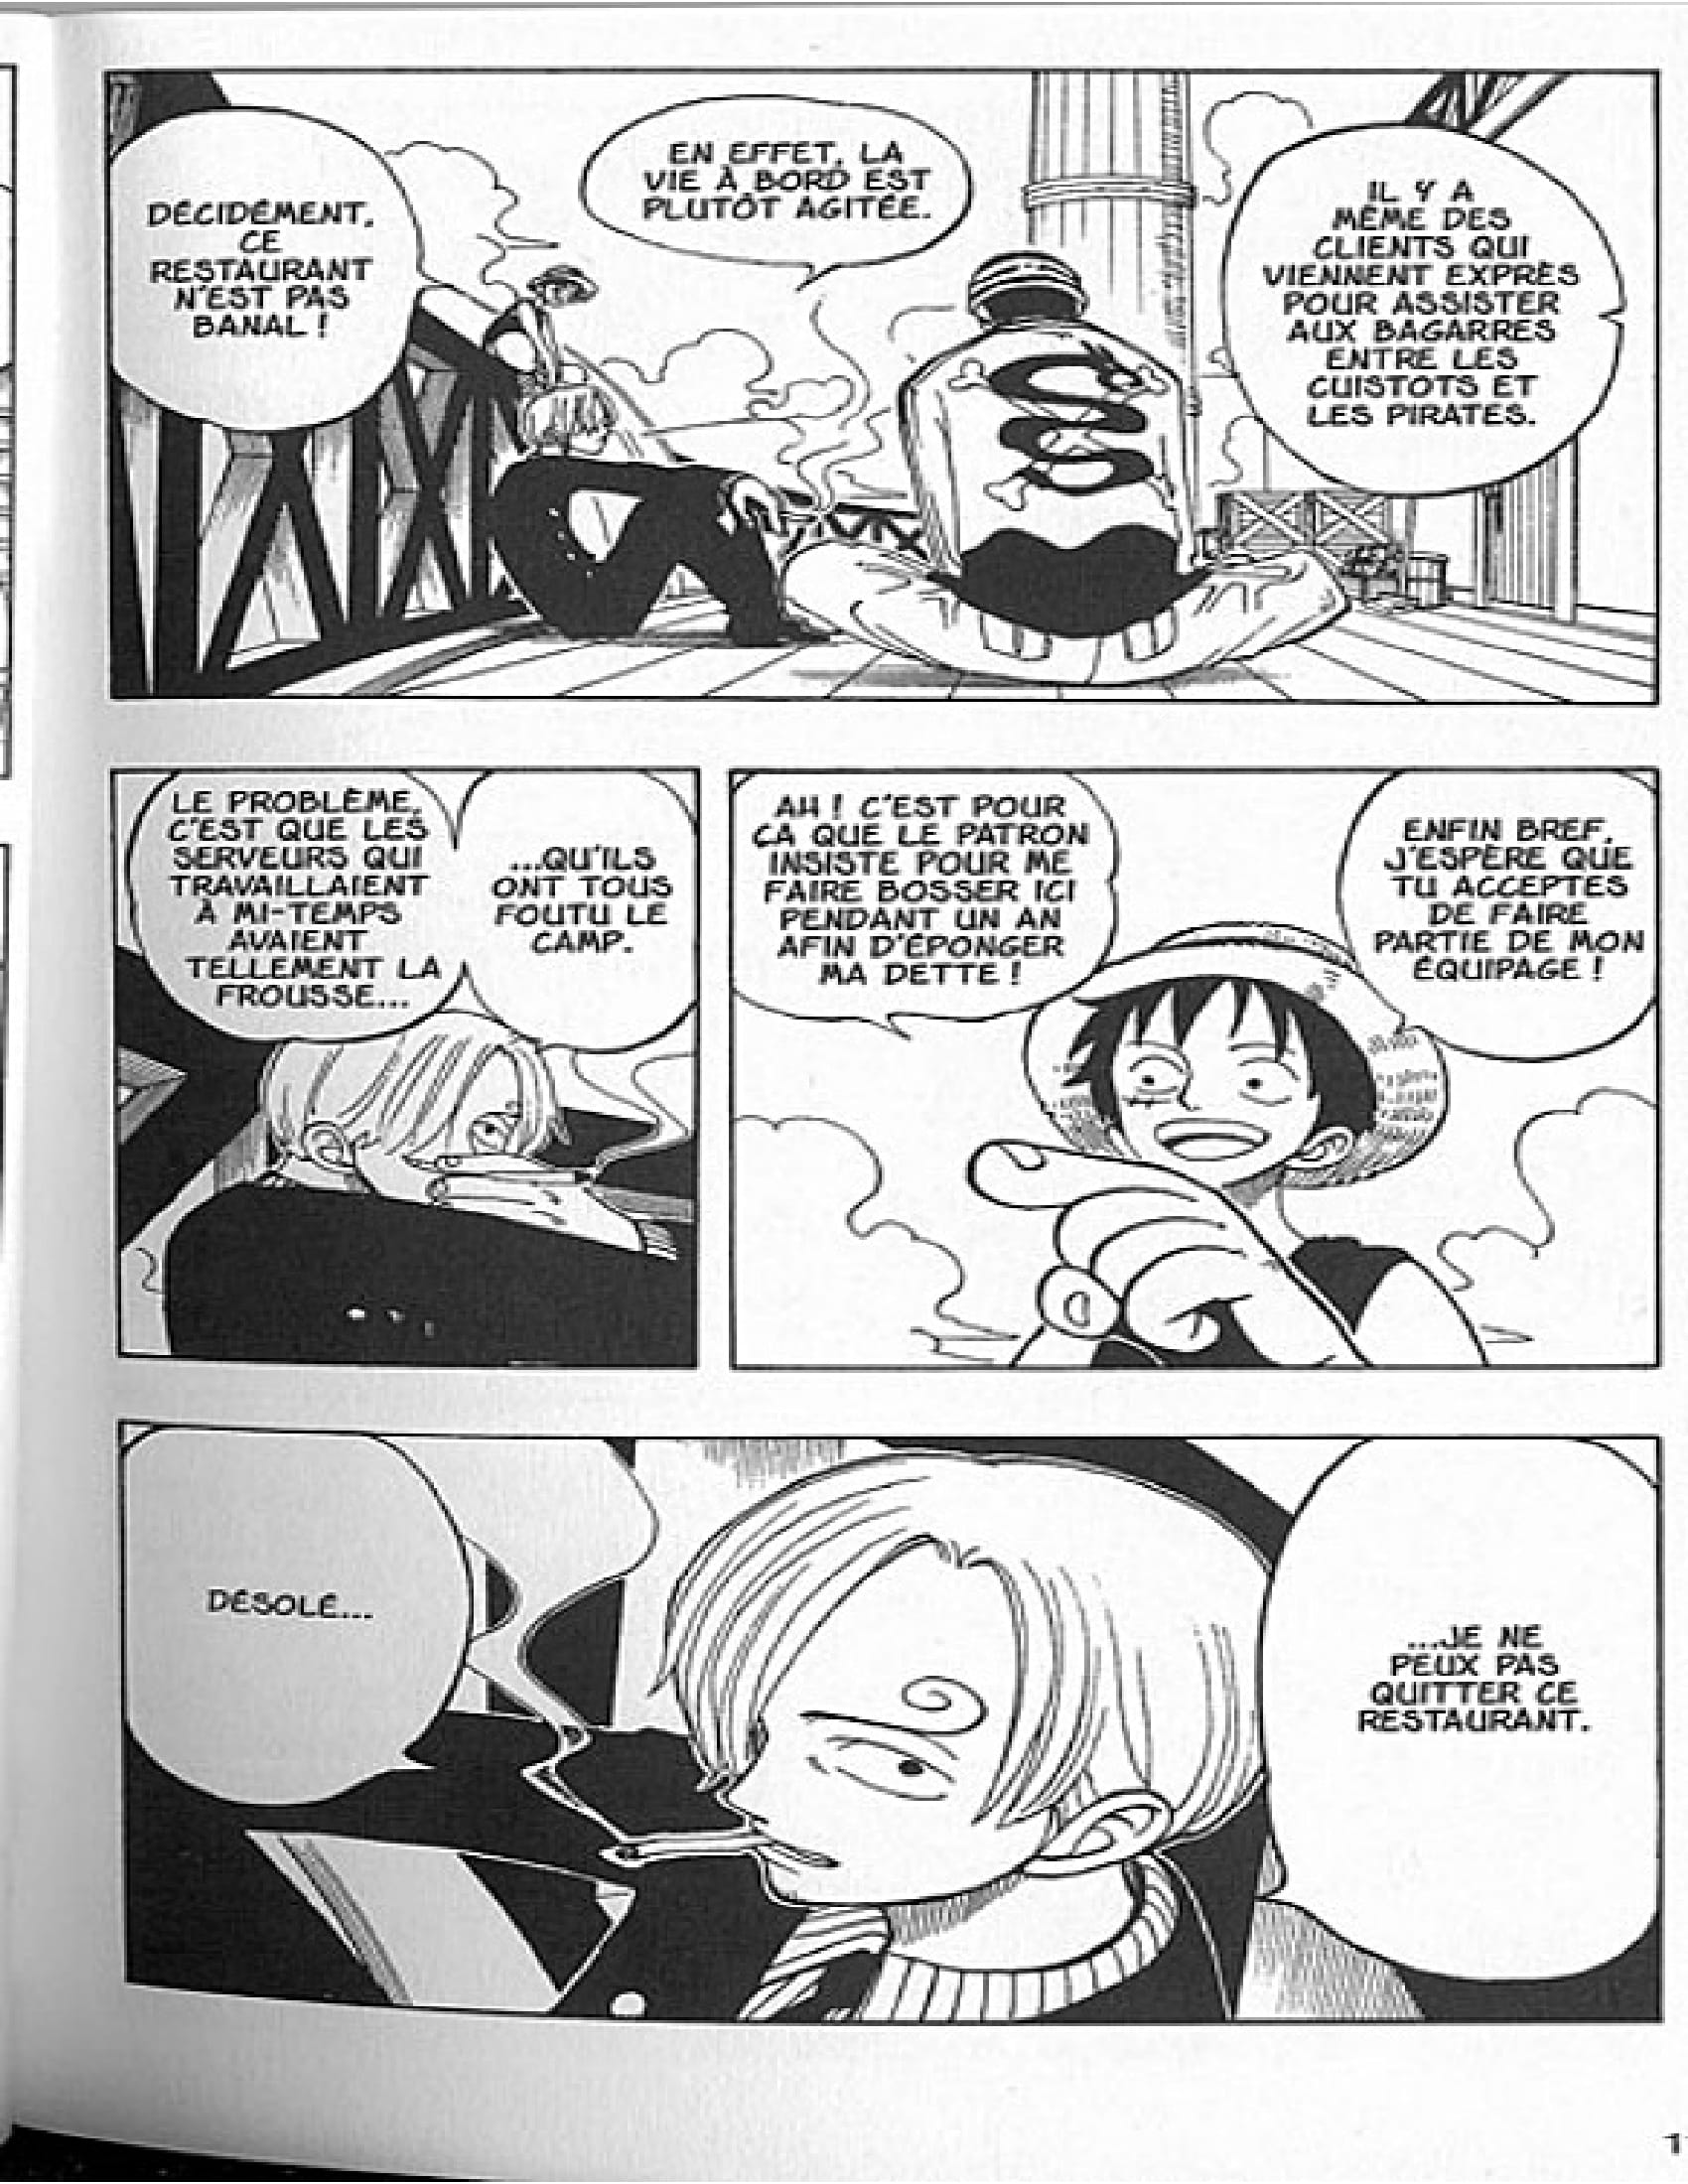 DÉCIDÉMENT,
CE
RESTAURANT
N'EST PAS
BANAL !
EN EFFET, LA
VIE À BORD EST
PLUTÔT AGITÉE.
IL Y A
MÊME DES
CLIENTS QUI
VIENNENT EXPRÈS
POUR ASSISTER
AUX BAGARRES
ENTRE LES
CUISTOTS ET
LES PIRATES.
LE PROBLÈME,
C'EST QUE LES
SERVEURS QUI
TRAVAILLAIENT
À MI-TEMPS
AVAIENT
TELLEMENT LA
FROUSSE...
...QU'ILS
ONT TOUS
FOUTU LE
CAMP.
AH ! C'EST POUR
ÇA QUE LE PATRON
INSISTE POUR ME
FAIRE BOSSER ICI
PENDANT UN AN
AFIN D'ÉPONGER
MA DETTE !
ENFIN BREF,
J'ESPÈRE QUE
TU ACCEPTES
DE FAIRE
PARTIE DE MON
ÉQUIPAGE !
DÉSOLÉ...
...JE NE
PEUX PAS
QUITTER CE
RESTAURANT.